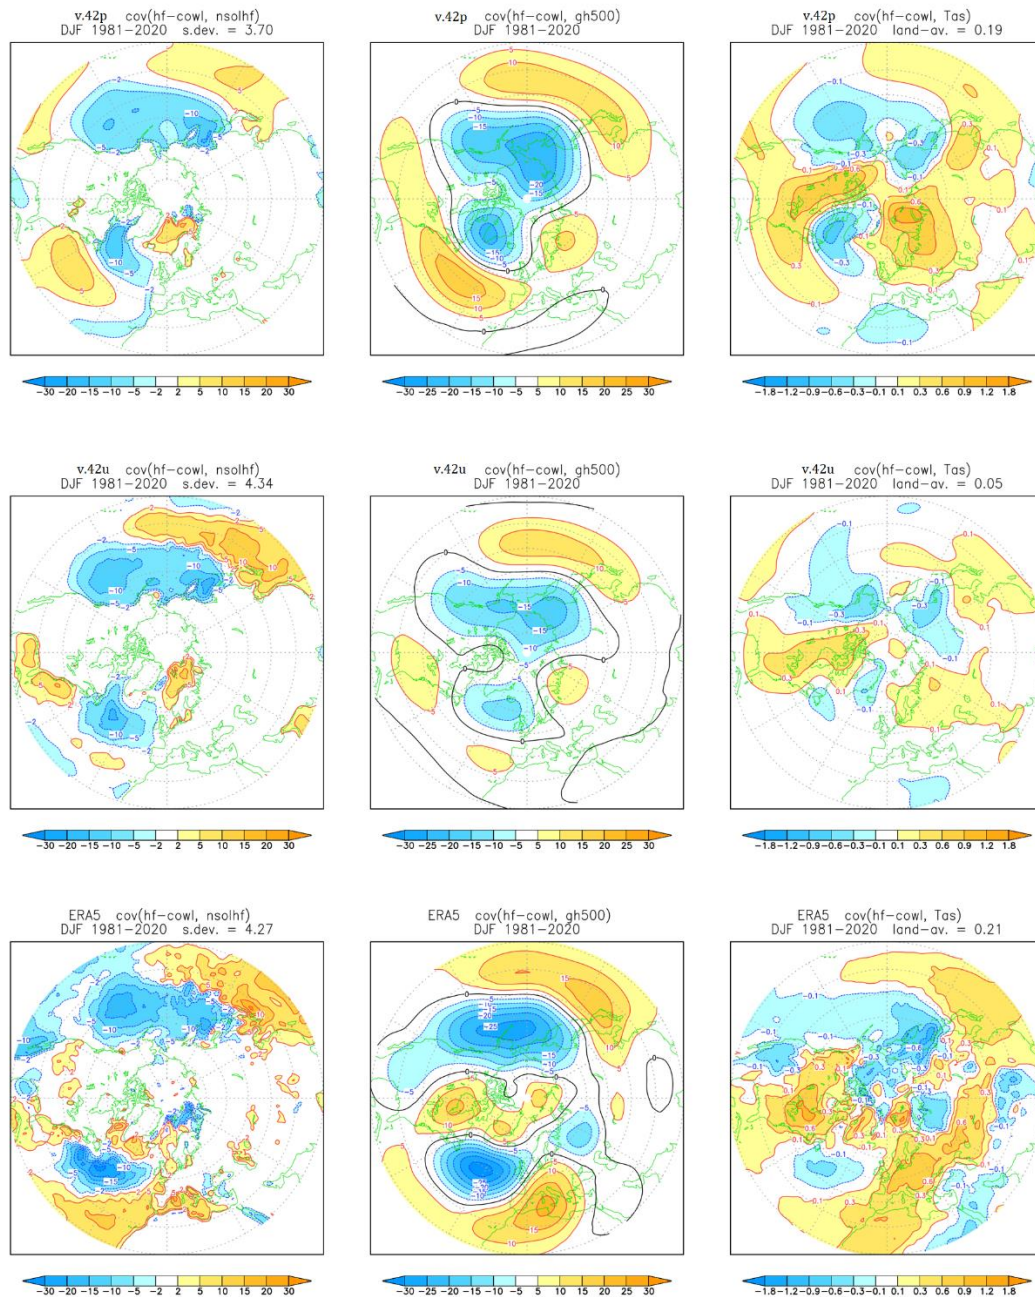 v.42p cov(hf-cowl, nsolhf)
DJF 1981-2020 s.dev. = 3.70
v.42p cov(hf-cowl, gh500)
DJF 1981-2020
v.42p cov(hf-cowl, Tas)
DJF 1981-2020 land-av. = 0.19
-30 -20 -15 -10 -5 -2 2 5 10 15 20 30
-30 -25 -20 -15 -10 -5 5 10 15 20 25 30
-1.8 -1.2 -0.9 -0.6 -0.3 -0.1 0.1 0.3 0.6 0.9 1.2 1.8
v.42u cov(hf-cowl, nsolhf)
DJF 1981-2020 s.dev. = 4.34
v.42u cov(hf-cowl, gh500)
DJF 1981-2020
v.42u cov(hf-cowl, Tas)
DJF 1981-2020 land-av. = 0.05
-30 -20 -15 -10 -5 -2 2 5 10 15 20 30
-30 -25 -20 -15 -10 -5 5 10 15 20 25 30
-1.8 -1.2 -0.9 -0.6 -0.3 -0.1 0.1 0.3 0.6 0.9 1.2 1.8
ERA5 cov(hf-cowl, nsolhf)
DJF 1981-2020 s.dev. = 4.27
ERA5 cov(hf-cowl, gh500)
DJF 1981-2020
ERA5 cov(hf-cowl, Tas)
DJF 1981-2020 land-av. = 0.21
-30 -20 -15 -10 -5 -2 2 5 10 15 20 30
-30 -25 -20 -15 -10 -5 5 10 15 20 25 30
-1.8 -1.2 -0.9 -0.6 -0.3 -0.1 0.1 0.3 0.6 0.9 1.2 1.8